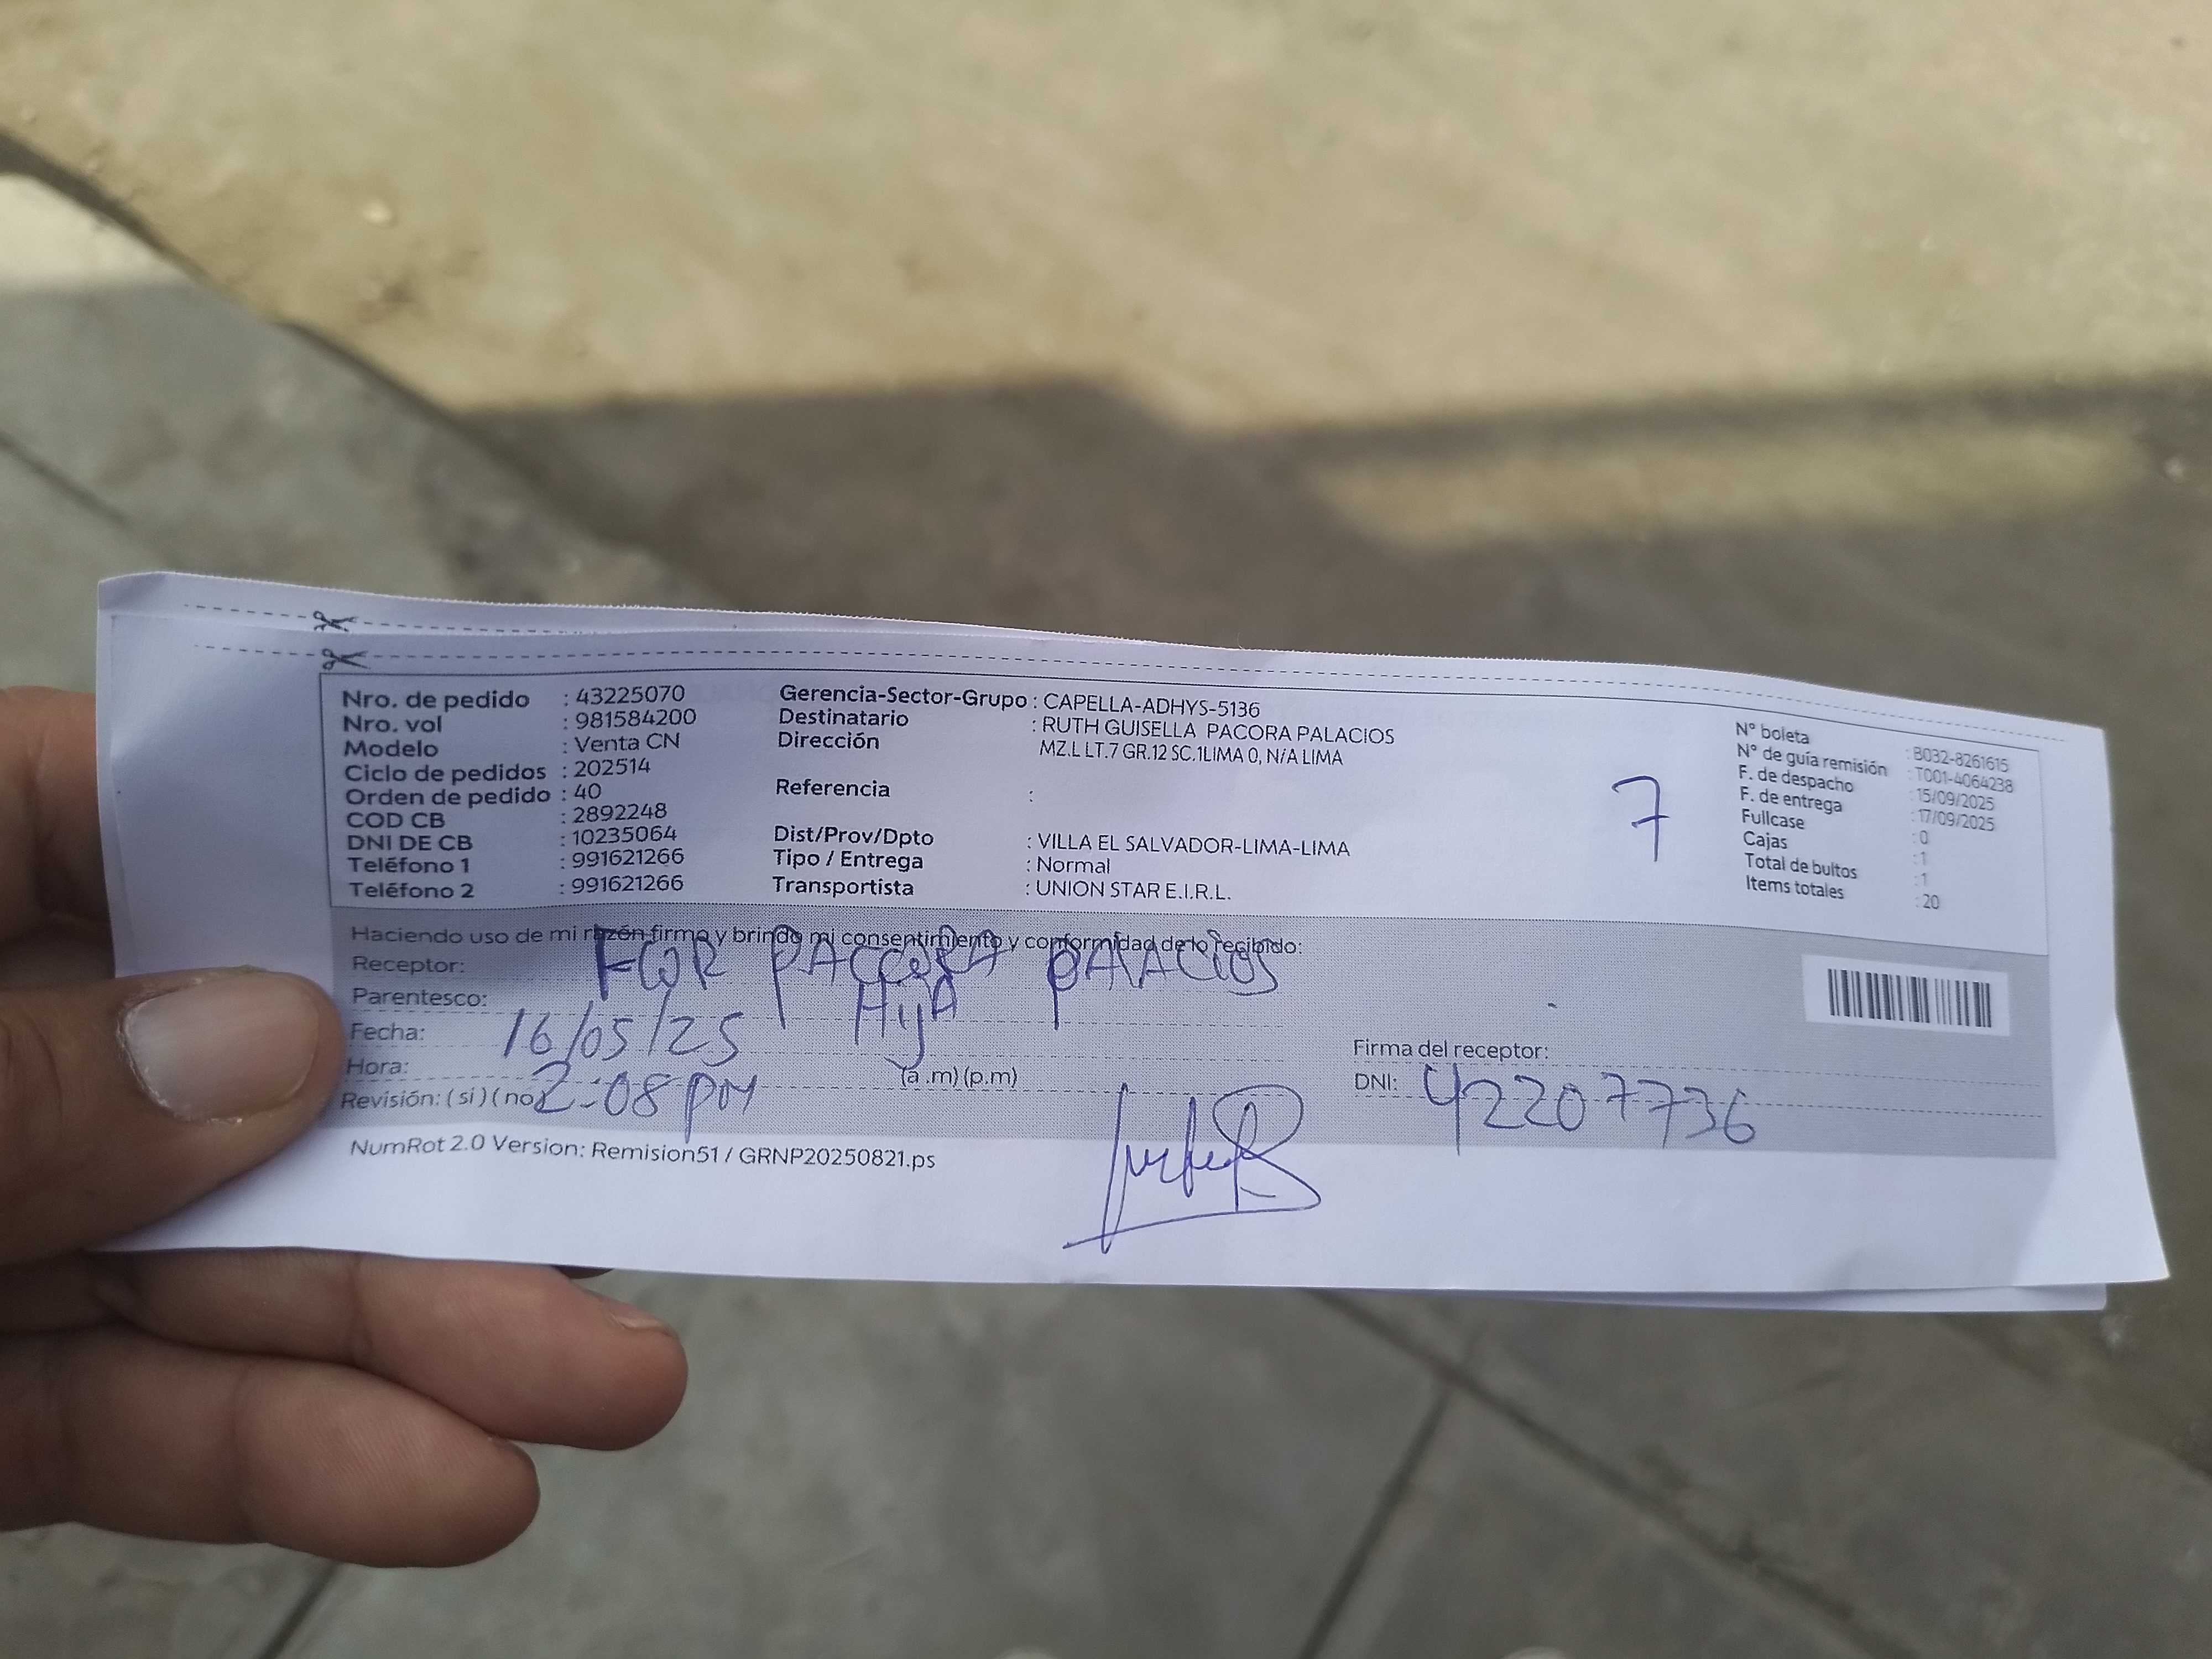 Nro. de pedido : 43225070
Nro. vol : 981584200
Modelo : Venta CN
Ciclo de pedidos : 202514
Orden de pedido : 40
COD CB : 2892248
DNI DE CB : 10235064
Teléfono 1 : 991621266
Teléfono 2 : 991621266
Gerencia-Sector-Grupo : CAPELLA-ADHYS-5136
Destinatario : RUTH GUISELLA PACORA PALACIOS
Dirección MZ.L LT.7 GR.12 SC.1LIMA 0, N/A LIMA
Referencia :
Dist/Prov/Dpto : VILLA EL SALVADOR-LIMA-LIMA
Tipo / Entrega : Normal
Transportista : UNION STAR E.I.R.L.
7
N° boleta : B032-8261615
N° de guía remisión : T001-4064238
F. de despacho : 15/09/2025
F. de entrega : 17/09/2025
Fullcase : 0
Cajas : 1
Total de bultos : 1
Items totales : 20
Haciendo uso de mi razón firmo y brindo mi consentimiento y conformidad de lo recibido:
Receptor: PACCORA PALACIOS
Parentesco: HijA
Fecha: 16/05/25
Hora: 2:08 pm (a .m) (p.m)
Revisión: ( si ) ( no
Firma del receptor:
DNI: 42207736
NumRot 2.0 Version: Remision51 / GRNP20250821.ps